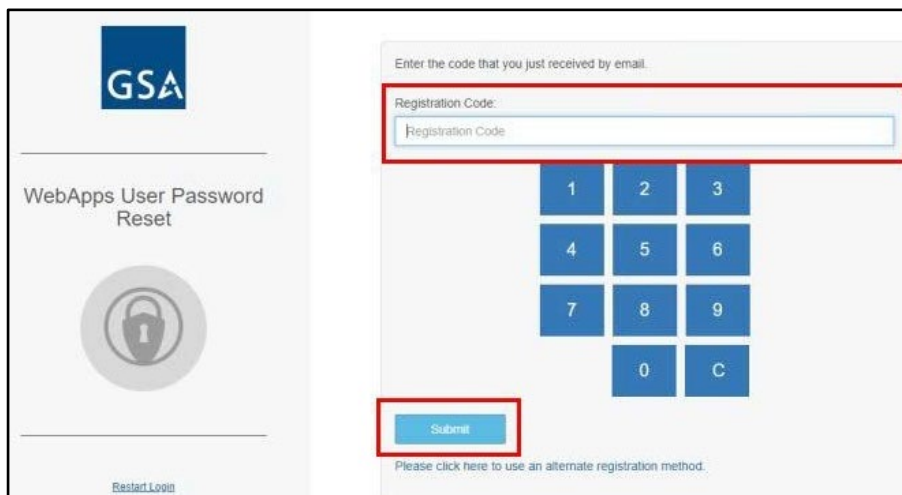 GSA
WebApps User Password
Reset
Restart Login
Enter the code that you just received by email.
Registration Code:
Registration Code
1 2 3
4 5 6
7 8 9
0 C
Submit
Please click here to use an alternate registration method.